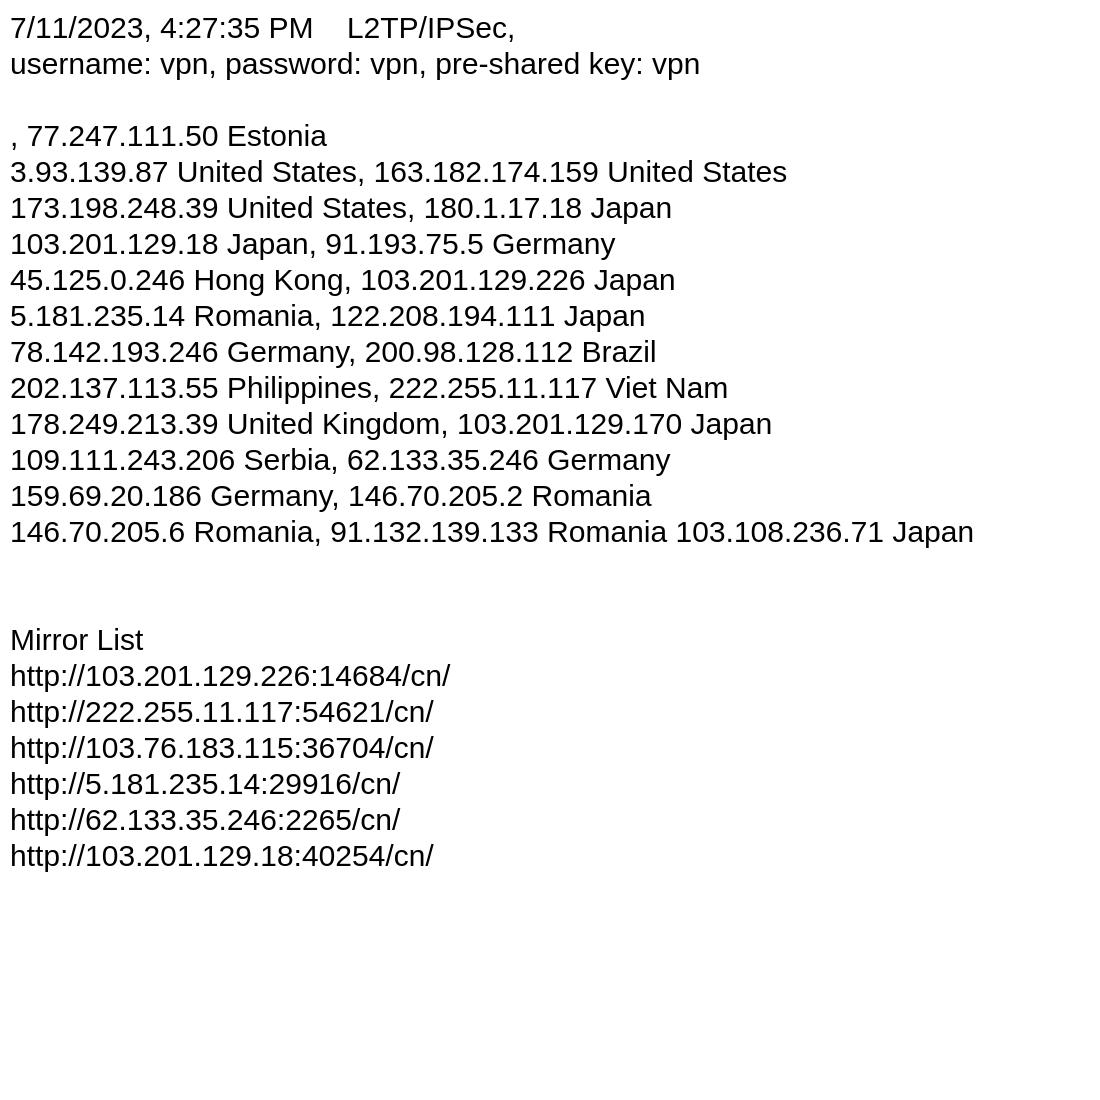 7/11/2023, 4:27:35 PM    L2TP/IPSec,
username: vpn, password: vpn, pre-shared key: vpn
, 77.247.111.50 Estonia
3.93.139.87 United States, 163.182.174.159 United States
173.198.248.39 United States, 180.1.17.18 Japan
103.201.129.18 Japan, 91.193.75.5 Germany
45.125.0.246 Hong Kong, 103.201.129.226 Japan
5.181.235.14 Romania, 122.208.194.111 Japan
78.142.193.246 Germany, 200.98.128.112 Brazil
202.137.113.55 Philippines, 222.255.11.117 Viet Nam
178.249.213.39 United Kingdom, 103.201.129.170 Japan
109.111.243.206 Serbia, 62.133.35.246 Germany
159.69.20.186 Germany, 146.70.205.2 Romania
146.70.205.6 Romania, 91.132.139.133 Romania 103.108.236.71 Japan
Mirror List
http://103.201.129.226:14684/cn/
http://222.255.11.117:54621/cn/
http://103.76.183.115:36704/cn/
http://5.181.235.14:29916/cn/
http://62.133.35.246:2265/cn/
http://103.201.129.18:40254/cn/